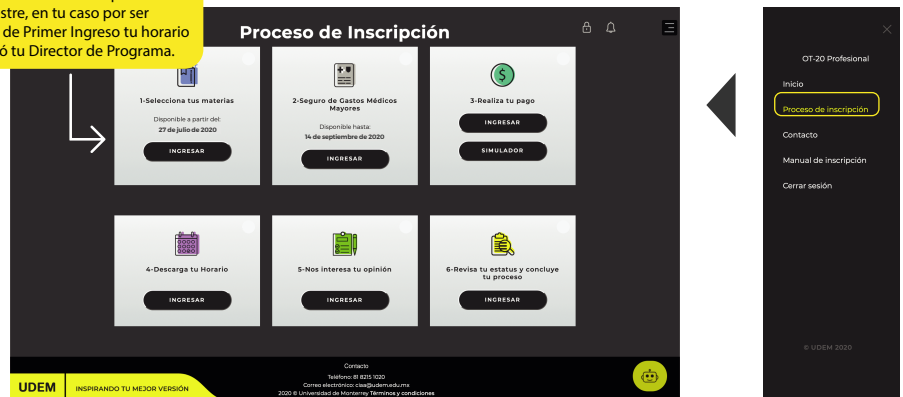 stre, en tu caso por ser
de Primer Ingreso tu horario
ó tu Director de Programa.
Proceso de Inscripción
1-Selecciona tus materias
Disponible a partir del:
27 de julio de 2020
INGRESAR
2-Seguro de Gastos Médicos
Mayores
Disponible hasta:
14 de septiembre de 2020
INGRESAR
3-Realiza tu pago
INGRESAR
SIMULADOR
4-Descarga tu Horario
INGRESAR
5-Nos interesa tu opinión
INGRESAR
6-Revisa tu estatus y concluye
tu proceso
INGRESAR
Contacto
Teléfono: 81 8215 1020
Correo electrónico: ciaa@udem.edu.mx
2020 © Universidad de Monterrey Términos y condiciones
UDEM INSPIRANDO TU MEJOR VERSIÓN
OT-20 Profesional
Inicio
Proceso de inscripción
Contacto
Manual de inscripción
Cerrar sesión
© UDEM 2020